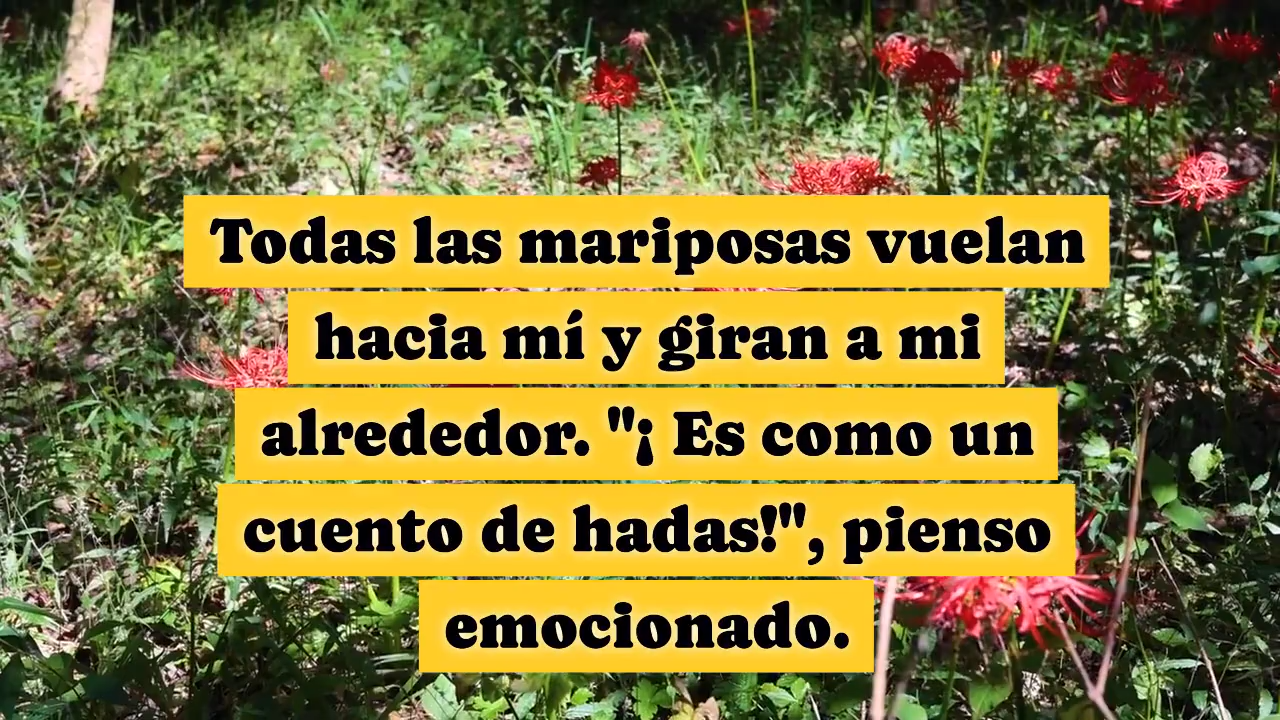 Todas las mariposas vuelan
hacia mí y giran a mi
alrededor. "¡ Es como un
cuento de hadas!", pienso
emocionado.